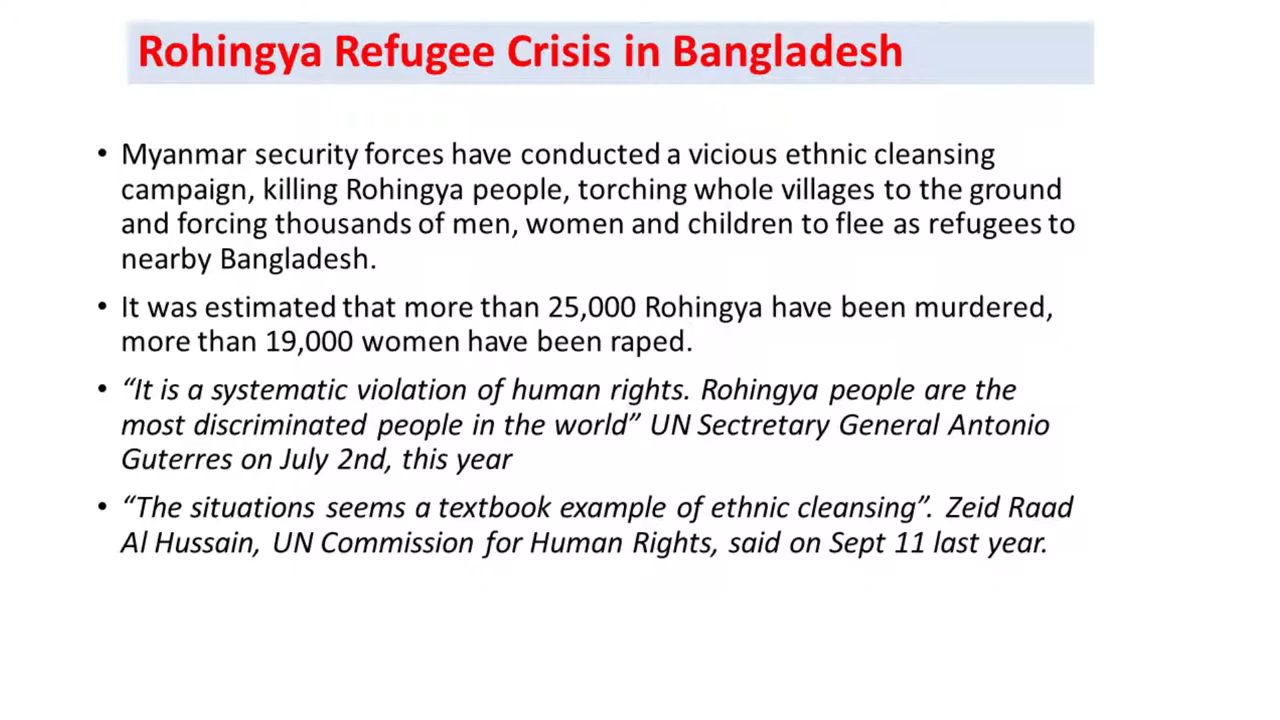 Rohingya Refugee Crisis in Bangladesh
• Myanmar security forces have conducted a vicious ethnic cleansing
campaign, killing Rohingya people, torching whole villages to the ground
and forcing thousands of men, women and children to flee as refugees to
nearby Bangladesh.
• It was estimated that more than 25,000 Rohingya have been murdered,
more than 19,000 women have been raped.
• “It is a systematic violation of human rights. Rohingya people are the
most discriminated people in the world” UN Sectretary General Antonio
Guterres on July 2nd, this year
• “The situations seems a textbook example of ethnic cleansing”. Zeid Raad
Al Hussain, UN Commission for Human Rights, said on Sept 11 last year.